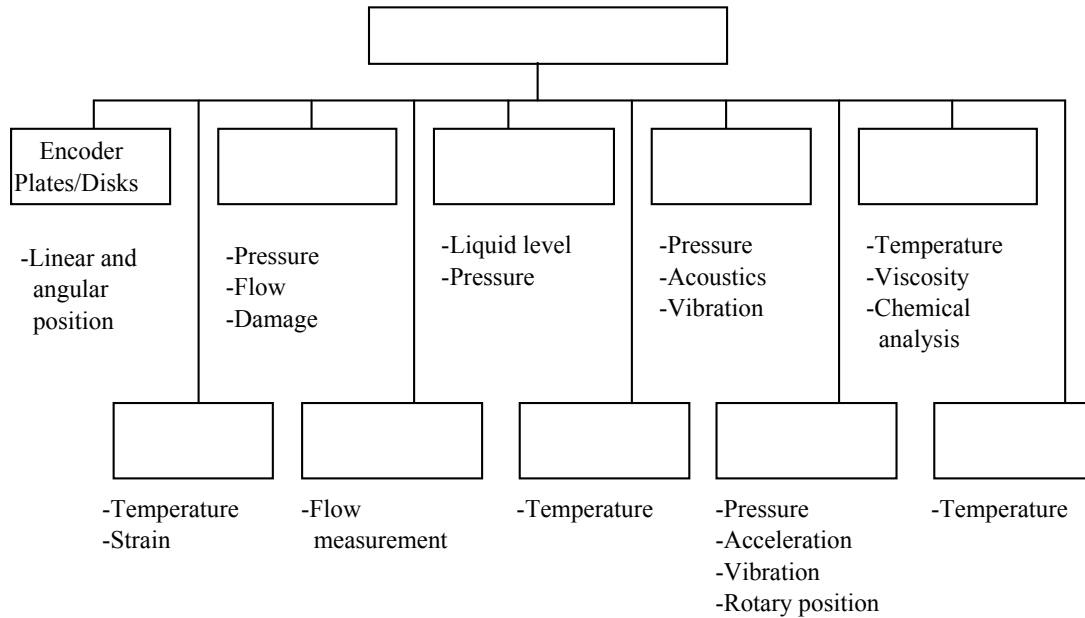 Encoder
Plates/Disks
-Linear and
angular
position
-Pressure
-Flow
-Damage
-Liquid level
-Pressure
-Pressure
-Acoustics
-Vibration
-Temperature
-Viscosity
-Chemical
analysis
-Temperature
-Strain
-Flow
measurement
-Temperature
-Pressure
-Acceleration
-Vibration
-Rotary position
-Temperature